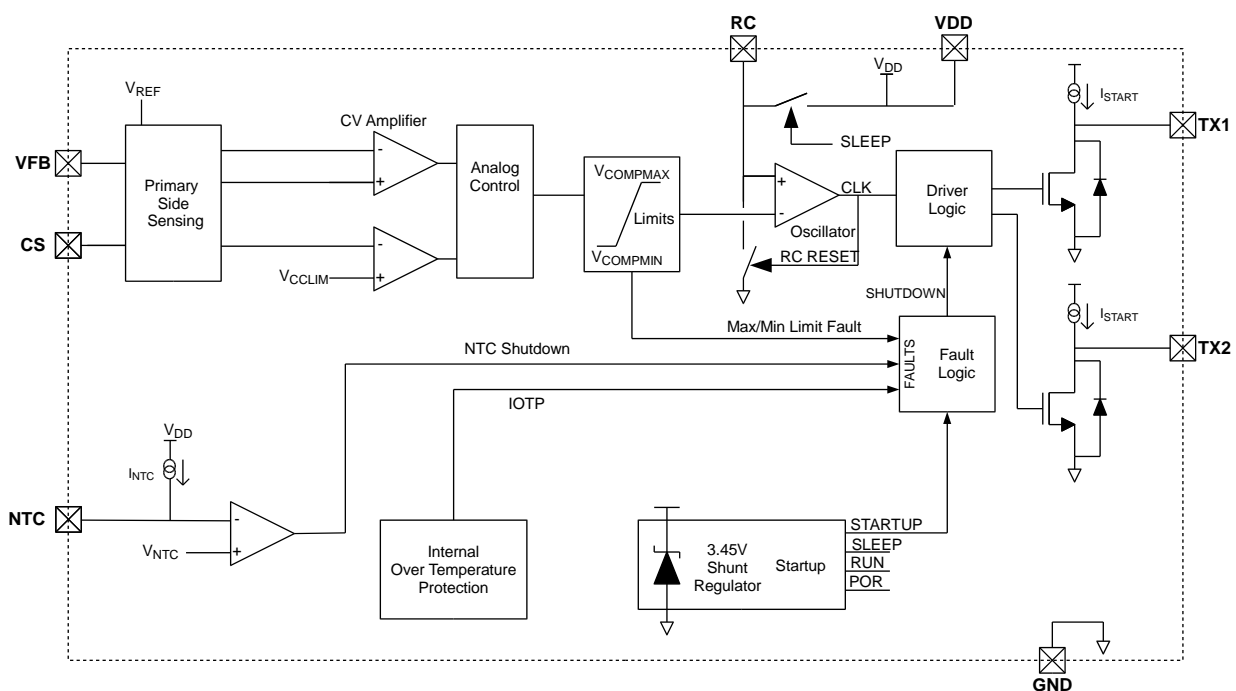 RC
VDD
VREF
VDD
ISTART
TX1
CV Amplifier
SLEEP
VFB
-
+
Primary
Side
Sensing
Analog
Control
VCOMPMAX
Limits
VCOMPMIN
+
-
CLK
Oscillator
RC RESET
Driver
Logic
CS
-
+
VCCLIM
SHUTDOWN
ISTART
TX2
Max/Min Limit Fault
NTC Shutdown
IOTP
FAULTS
Fault
Logic
VDD
INTC
NTC
-
+
VNTC
Internal
Over Temperature
Protection
3.45V
Shunt
Regulator
Startup
STARTUP
SLEEP
RUN
POR
GND